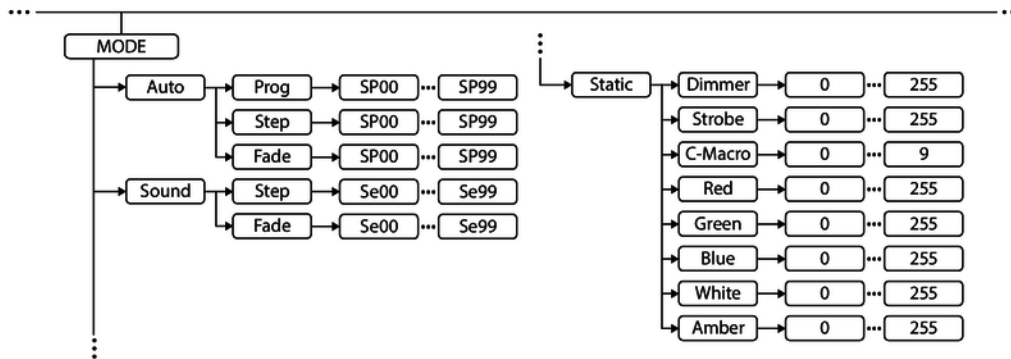 MODE
Auto Prog SP00 ... SP99
Step SP00 ... SP99
Fade SP00 ... SP99
Sound Step Se00 ... Se99
Fade Se00 ... Se99
Static Dimmer 0 ... 255
Strobe 0 ... 255
C-Macro 0 ... 9
Red 0 ... 255
Green 0 ... 255
Blue 0 ... 255
White 0 ... 255
Amber 0 ... 255